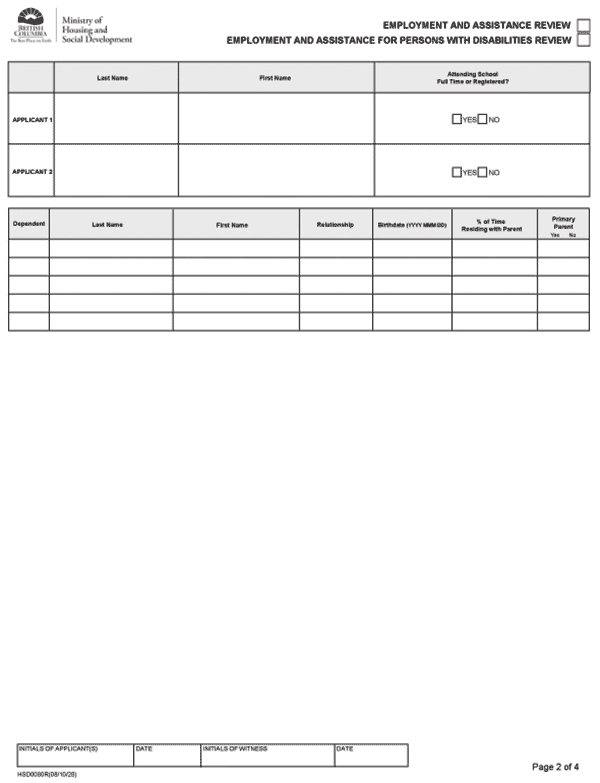 BRITISH
COLUMBIA
The Best Place on Earth
Ministry of
Housing and
Social Development
EMPLOYMENT AND ASSISTANCE REVIEW
EMPLOYMENT AND ASSISTANCE FOR PERSONS WITH DISABILITIES REVIEW
Last Name First Name Attending School
Full Time or Registered?
APPLICANT 1 YES NO
APPLICANT 2 YES NO
Dependent Last Name First Name Relationship Birthdate (YYYY MMM DD) % of Time
Residing with Parent Primary
Parent
Yes No
INITIALS OF APPLICANT(S) DATE INITIALS OF WITNESS DATE
HSD0080R(08/10/28)
Page 2 of 4